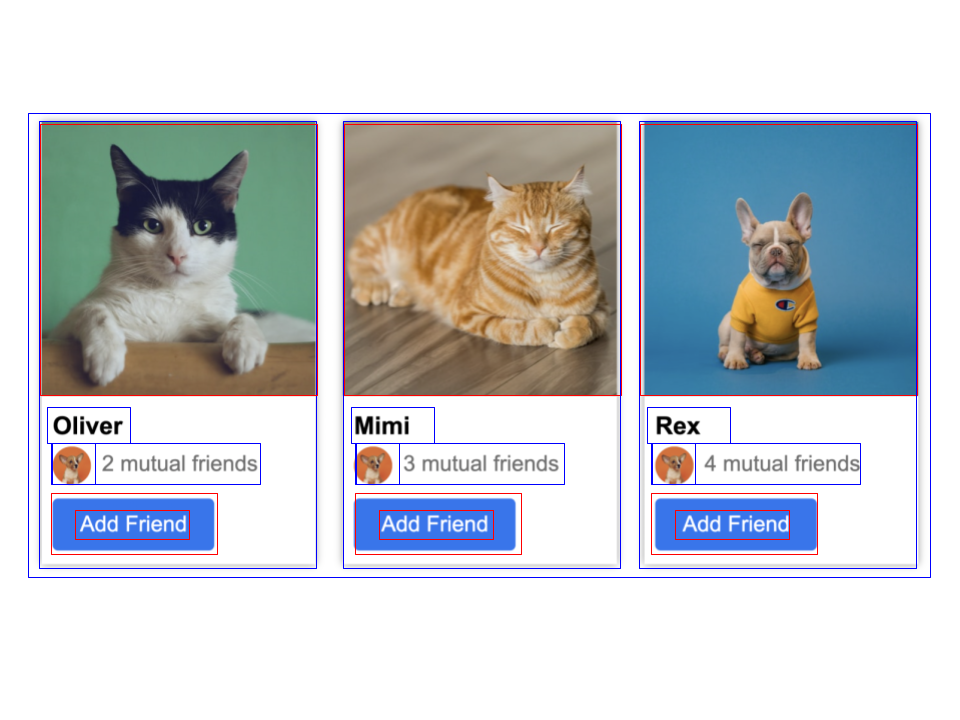 Oliver
2 mutual friends
Add Friend
Mimi
3 mutual friends
Add Friend
Rex
4 mutual friends
Add Friend